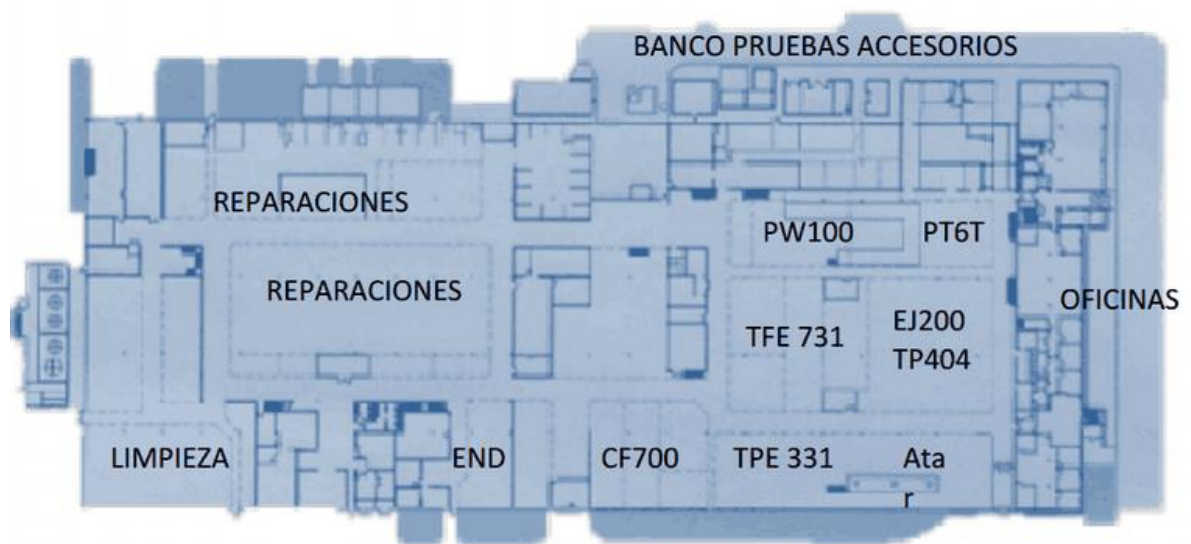 BANCO PRUEBAS ACCESORIOS
REPARACIONES
PW100
PT6T
REPARACIONES
OFICINAS
TFE 731
EJ200
TP404
LIMPIEZA
END
CF700
TPE 331
Ata
r